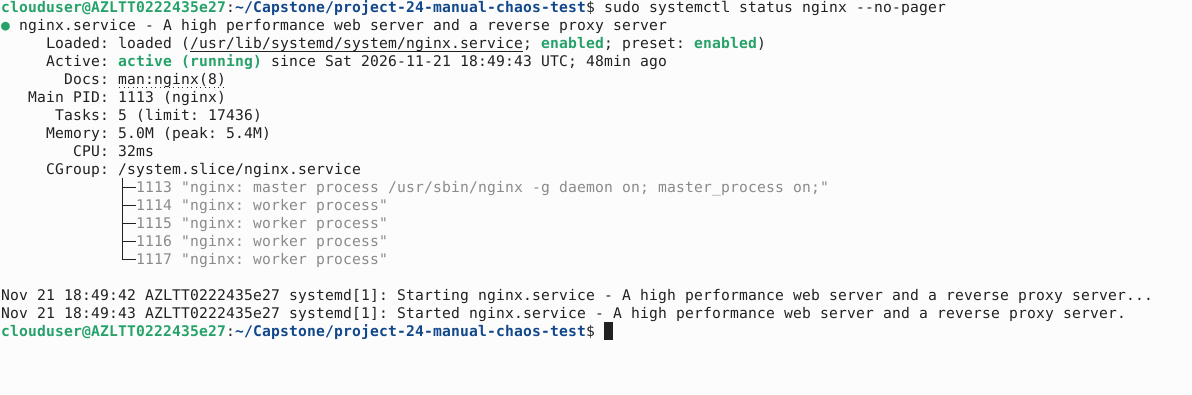 clouduser@AZLTT0222435e27:~/Capstone/project-24-manual-chaos-test$ sudo systemctl status nginx --no-pager
● nginx.service - A high performance web server and a reverse proxy server
     Loaded: loaded (/usr/lib/systemd/system/nginx.service; enabled; preset: enabled)
     Active: active (running) since Sat 2026-11-21 18:49:43 UTC; 48min ago
       Docs: man:nginx(8)
   Main PID: 1113 (nginx)
      Tasks: 5 (limit: 17436)
     Memory: 5.0M (peak: 5.4M)
        CPU: 32ms
     CGroup: /system.slice/nginx.service
             ├─1113 "nginx: master process /usr/sbin/nginx -g daemon on; master_process on;"
             ├─1114 "nginx: worker process"
             ├─1115 "nginx: worker process"
             ├─1116 "nginx: worker process"
             └─1117 "nginx: worker process"

Nov 21 18:49:42 AZLTT0222435e27 systemd[1]: Starting nginx.service - A high performance web server and a reverse proxy server...
Nov 21 18:49:43 AZLTT0222435e27 systemd[1]: Started nginx.service - A high performance web server and a reverse proxy server.
clouduser@AZLTT0222435e27:~/Capstone/project-24-manual-chaos-test$